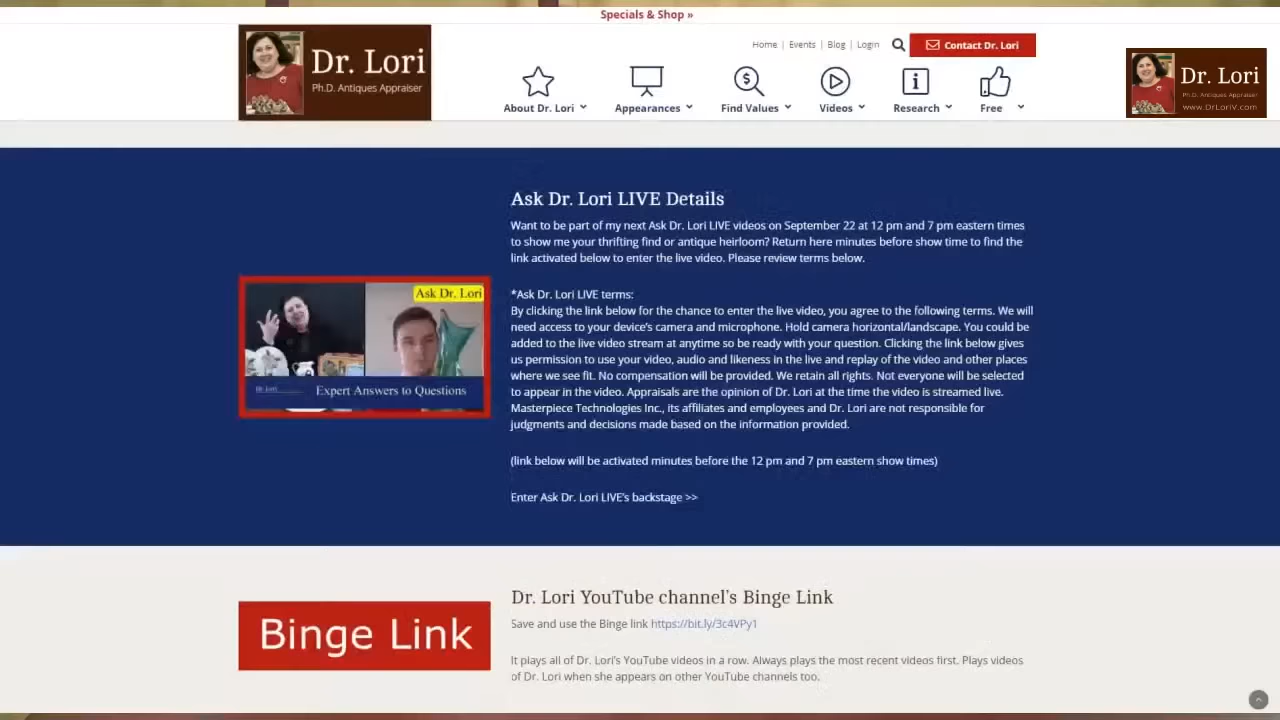 Specials & Shop »
Dr. Lori
Ph.D. Antiques Appraiser
Home | Events | Blog | Login
Contact Dr. Lori
About Dr. Lori
Appearances
Find Values
Videos
Research
Free
Dr. Lori
Ph.D. Antiques Appraiser
www.DrLoriV.com
Ask Dr. Lori LIVE Details
Want to be part of my next Ask Dr. Lori LIVE videos on September 22 at 12 pm and 7 pm eastern times
to show me your thrifting find or antique heirloom? Return here minutes before show time to find the
link activated below to enter the live video. Please review terms below.
*Ask Dr. Lori LIVE terms:
By clicking the link below for the chance to enter the live video, you agree to the following terms. We will
need access to your device's camera and microphone. Hold camera horizontal/landscape. You could be
added to the live video stream at anytime so be ready with your question. Clicking the link below gives
us permission to use your video, audio and likeness in the live and replay of the video and other places
where we see fit. No compensation will be provided. We retain all rights. Not everyone will be selected
to appear in the video. Appraisals are the opinion of Dr. Lori at the time the video is streamed live.
Masterpiece Technologies Inc., its affiliates and employees and Dr. Lori are not responsible for
judgments and decisions made based on the information provided.
(link below will be activated minutes before the 12 pm and 7 pm eastern show times)
Enter Ask Dr. Lori LIVE's backstage >>
Ask Dr. Lori
Dr. Lori
Expert Answers to Questions
Binge Link
Dr. Lori YouTube channel's Binge Link
Save and use the Binge link https://bit.ly/3c4VPy1
It plays all of Dr. Lori's YouTube videos in a row. Always plays the most recent videos first. Plays videos
of Dr. Lori when she appears on other YouTube channels too.